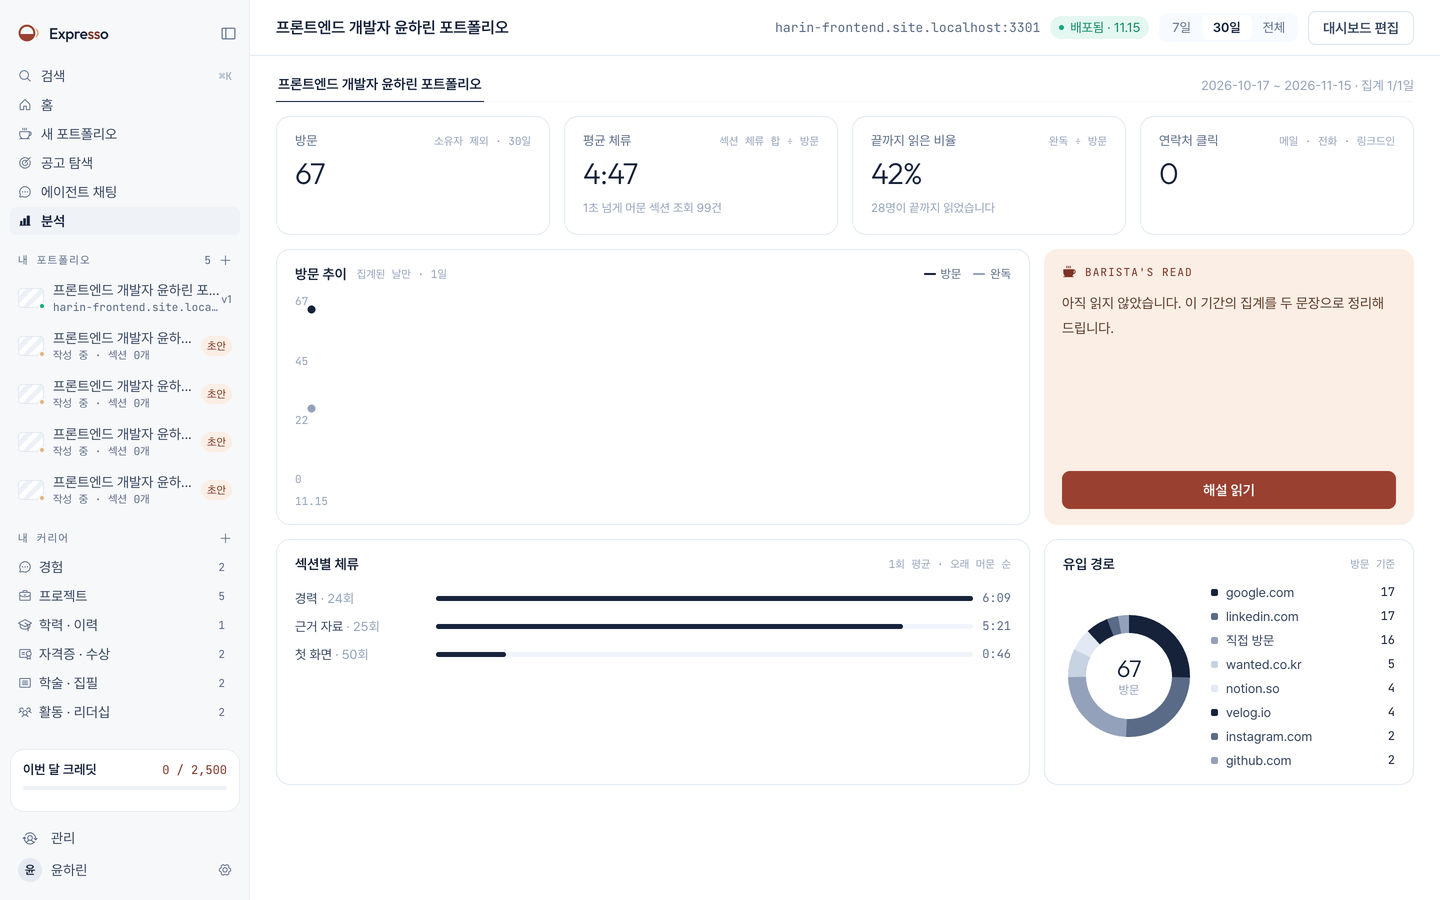 Expresso
검색 ⌘K
홈
새 포트폴리오
공고 탐색
에이전트 채팅
분석
내 포트폴리오 5
프론트엔드 개발자 윤하린 포... v1
harin-frontend.site.loca…
프론트엔드 개발자 윤하... 초안
작성 중 · 섹션 0개
프론트엔드 개발자 윤하... 초안
작성 중 · 섹션 0개
프론트엔드 개발자 윤하... 초안
작성 중 · 섹션 0개
프론트엔드 개발자 윤하... 초안
작성 중 · 섹션 0개
내 커리어
경험 2
프로젝트 5
학력 · 이력 1
자격증 · 수상 2
학술 · 집필 2
활동 · 리더십 2
이번 달 크레딧 0 / 2,500
관리
윤 윤하린
프론트엔드 개발자 윤하린 포트폴리오
harin-frontend.site.localhost:3301 배포됨 · 11.15 7일 30일 전체 대시보드 편집
프론트엔드 개발자 윤하린 포트폴리오
2026-10-17 ~ 2026-11-15 · 집계 1/1일
방문 소유자 제외 · 30일
67
평균 체류 섹션 체류 합 ÷ 방문
4:47
1초 넘게 머문 섹션 조회 99건
끝까지 읽은 비율 완독 ÷ 방문
42%
28명이 끝까지 읽었습니다
연락처 클릭 메일 · 전화 · 링크드인
0
방문 추이 집계된 날만 · 1일 방문 완독
67
45
22
0
11.15
BARISTA'S READ
아직 읽지 않았습니다. 이 기간의 집계를 두 문장으로 정리해
드립니다.
해설 읽기
섹션별 체류 1회 평균 · 오래 머문 순
경력 · 24회 6:09
근거 자료 · 25회 5:21
첫 화면 · 50회 0:46
유입 경로 방문 기준
67
방문
google.com 17
linkedin.com 17
직접 방문 16
wanted.co.kr 5
notion.so 4
velog.io 4
instagram.com 2
github.com 2